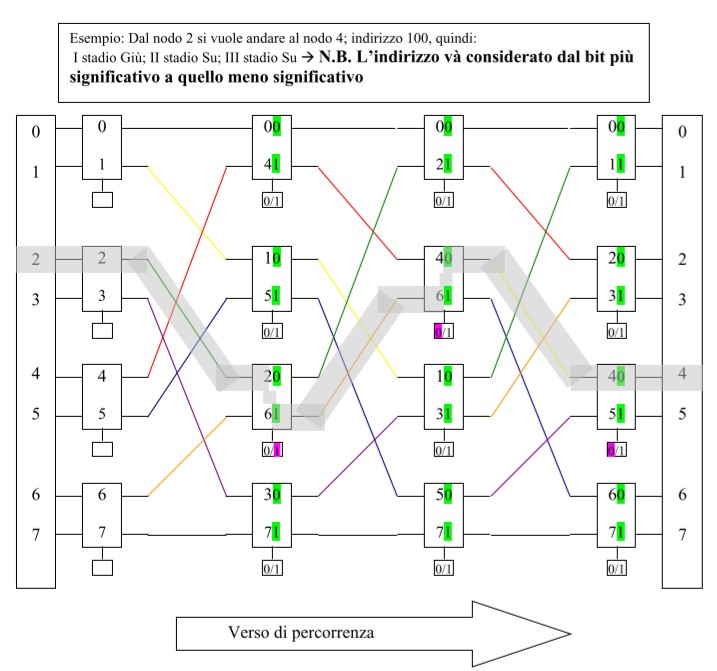 Esempio: Dal nodo 2 si vuole andare al nodo 4; indirizzo 100, quindi:
I stadio Giù; II stadio Su; III stadio Su → N.B. L'indirizzo và considerato dal bit più
significativo a quello meno significativo
0 0 00 00 00 0
1 1 41 21 11 1
0/1 0/1 0/1
2 2 10 40 20 2
3 3 51 61 31 3
0/1 0/1 0/1
4 4 20 10 40 4
5 5 61 31 51 5
0/1 0/1 0/1
6 6 30 50 60 6
7 7 71 71 71 7
0/1 0/1 0/1
Verso di percorrenza